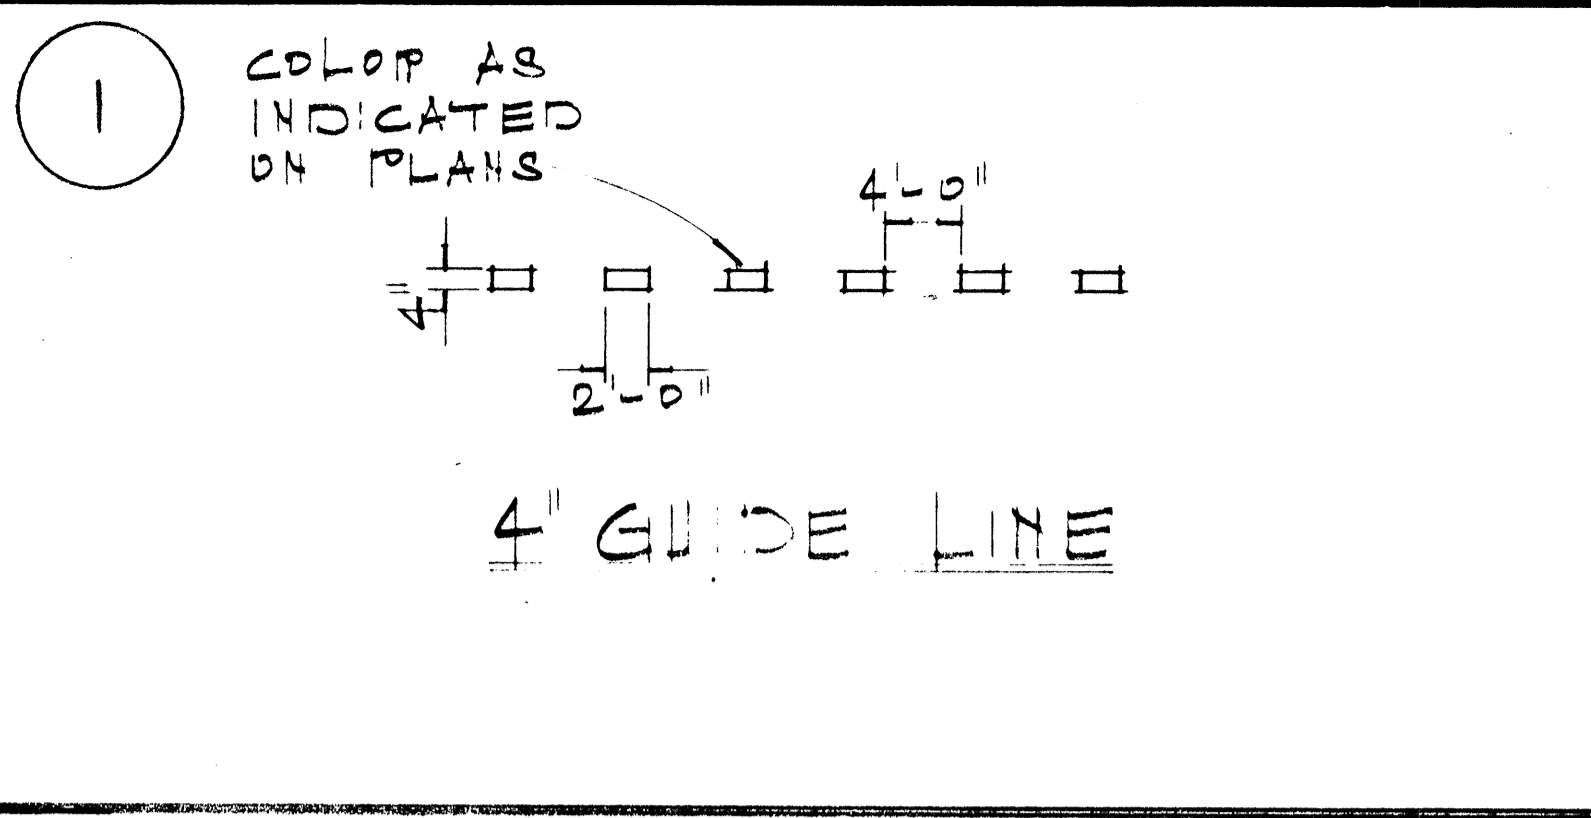 1
COLOR AS
INDICATED
ON PLANS
4'-0"
4"
2'-0"
4" GUIDE LINE